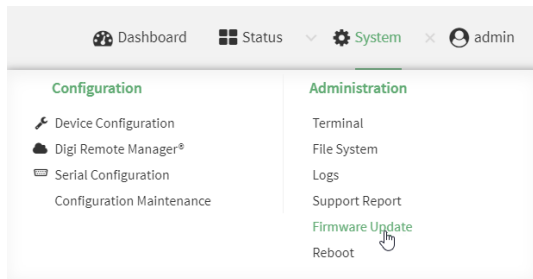 Dashboard Status System admin
Configuration
Device Configuration
Digi Remote Manager®
Serial Configuration
Configuration Maintenance
Administration
Terminal
File System
Logs
Support Report
Firmware Update
Reboot